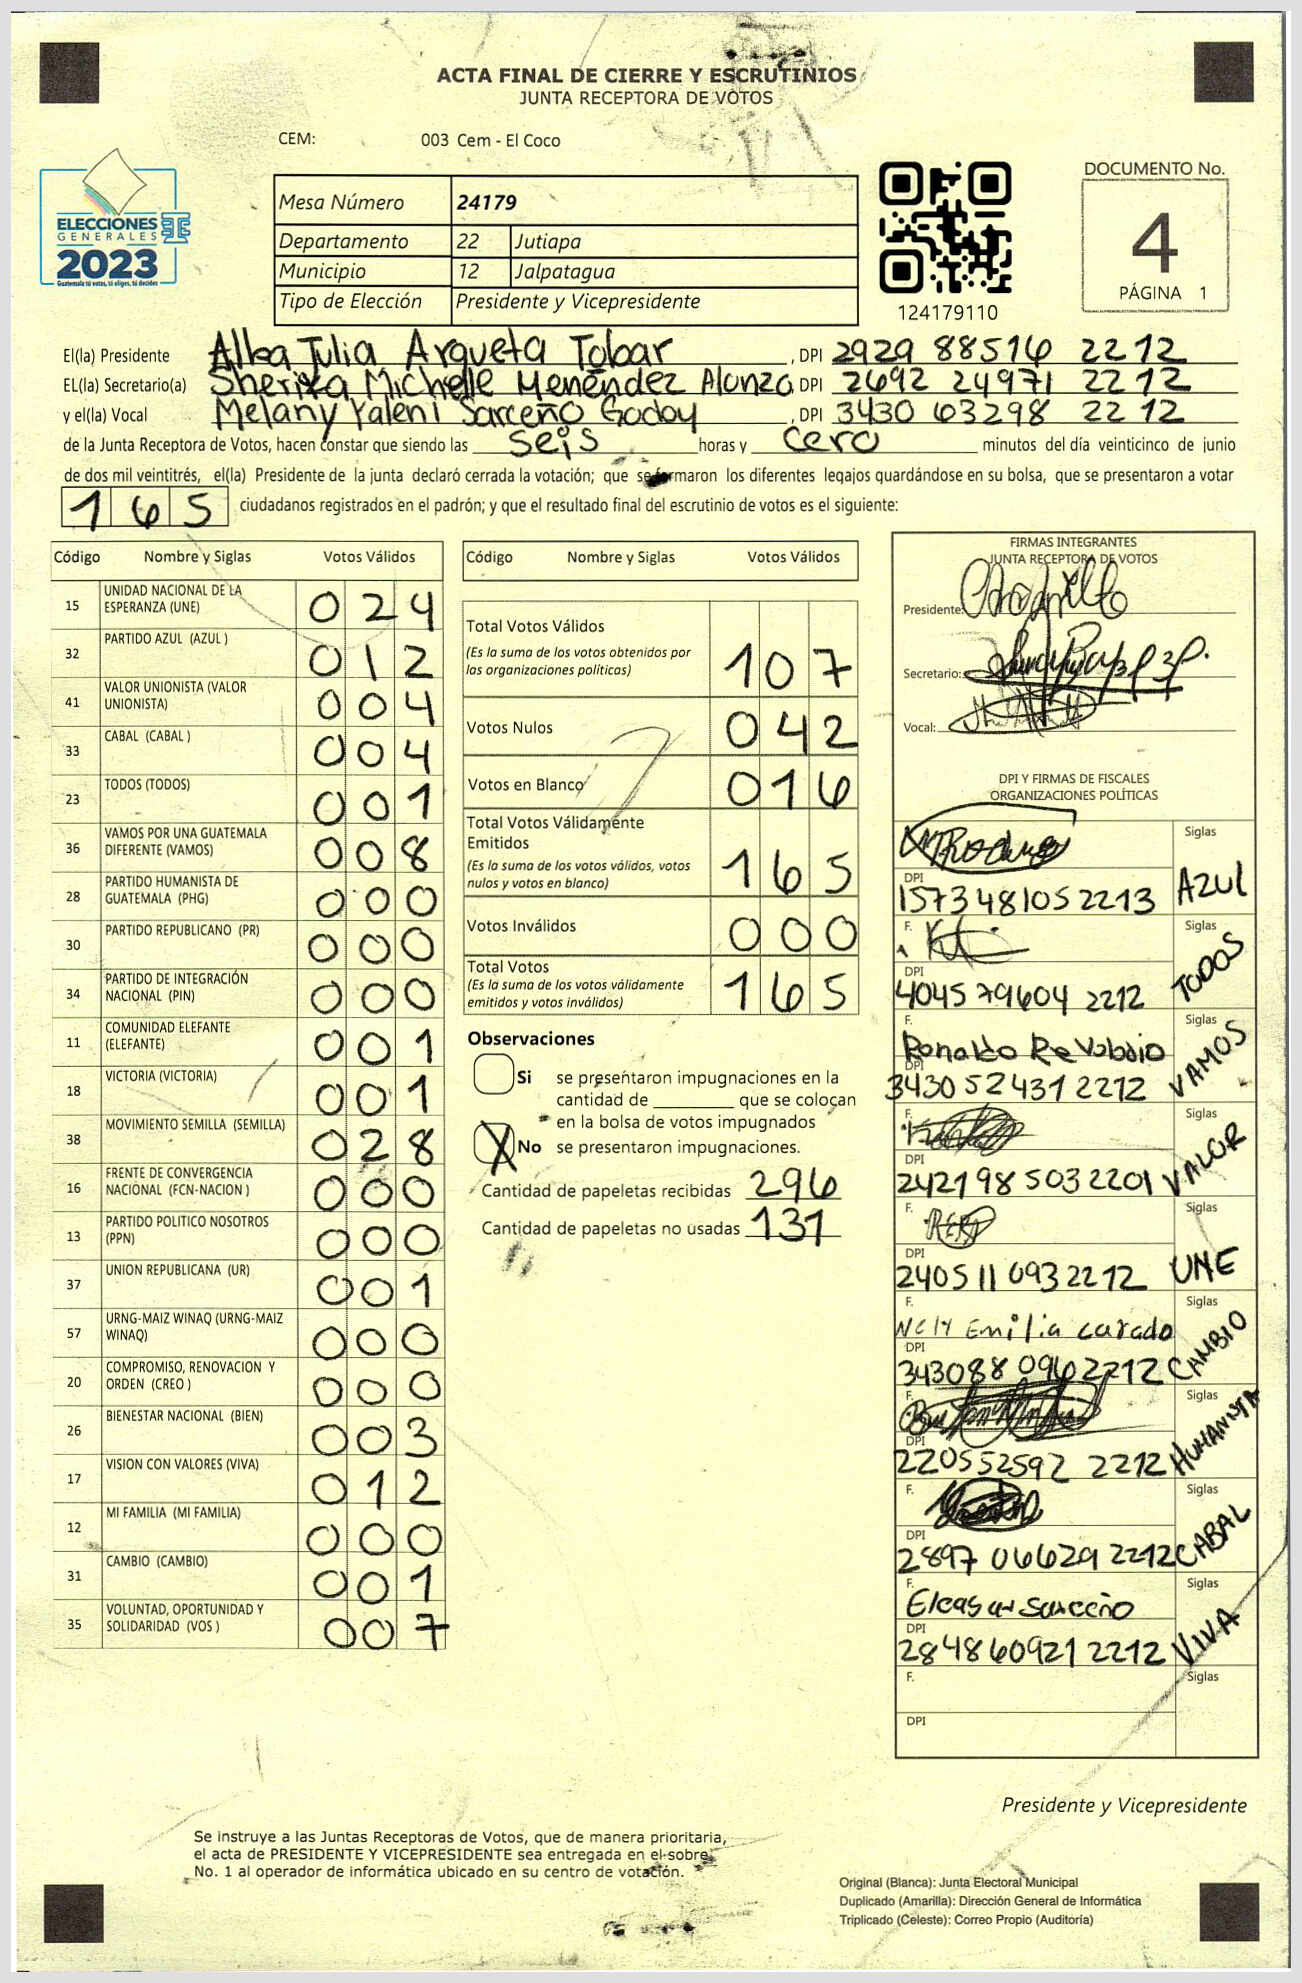 ACTA FINAL DE CIERRE Y ESCRUTINIOS
JUNTA RECEPTORA DE VOTOS
CEM: 003 Cem - El Coco
ELECCIONES
GENERALES
2023
Guatemala tú votas, tú eliges, tú decides
Mesa Número 24179
Departamento 22 Jutiapa
Municipio 12 Jalpatagua
Tipo de Elección Presidente y Vicepresidente
124179110
DOCUMENTO No.
4
PÁGINA 1
El(la) Presidente Alba Julia Argueta Tobar, DPI 2929 88516 2212
EL(la) Secretario(a) Sherika Michelle Menéndez Alonzo, DPI 2692 24971 2212
y el(la) Vocal Melany Yaleni Sarceño Godoy, DPI 3430 63298 2212
de la Junta Receptora de Votos, hacen constar que siendo las seis horas y cero minutos del día veinticinco de junio
de dos mil veintitrés, el(la) Presidente de la junta declaró cerrada la votación; que se formaron los diferentes legajos guardándose en su bolsa, que se presentaron a votar
165 ciudadanos registrados en el padrón; y que el resultado final del escrutinio de votos es el siguiente:
Código Nombre y Siglas Votos Válidos
15 UNIDAD NACIONAL DE LA ESPERANZA (UNE) 024
32 PARTIDO AZUL (AZUL ) 012
41 VALOR UNIONISTA (VALOR UNIONISTA) 004
33 CABAL (CABAL ) 004
23 TODOS (TODOS) 001
36 VAMOS POR UNA GUATEMALA DIFERENTE (VAMOS) 008
28 PARTIDO HUMANISTA DE GUATEMALA (PHG) 000
30 PARTIDO REPUBLICANO (PR) 000
34 PARTIDO DE INTEGRACIÓN NACIONAL (PIN) 000
11 COMUNIDAD ELEFANTE (ELEFANTE) 001
18 VICTORIA (VICTORIA) 001
38 MOVIMIENTO SEMILLA (SEMILLA) 028
16 FRENTE DE CONVERGENCIA NACIONAL (FCN-NACION ) 000
13 PARTIDO POLITICO NOSOTROS (PPN) 000
37 UNION REPUBLICANA (UR) 001
57 URNG-MAIZ WINAQ (URNG-MAIZ WINAQ) 000
20 COMPROMISO, RENOVACION Y ORDEN (CREO ) 000
26 BIENESTAR NACIONAL (BIEN) 003
17 VISION CON VALORES (VIVA) 012
12 MI FAMILIA (MI FAMILIA) 000
31 CAMBIO (CAMBIO) 001
35 VOLUNTAD, OPORTUNIDAD Y SOLIDARIDAD (VOS ) 007
Código Nombre y Siglas Votos Válidos
Total Votos Válidos 107
(Es la suma de los votos obtenidos por
las organizaciones políticas)
Votos Nulos 042
Votos en Blanco 016
Total Votos Válidamente
Emitidos 165
(Es la suma de los votos válidos, votos
nulos y votos en blanco)
Votos Inválidos 000
Total Votos 165
(Es la suma de los votos válidamente
emitidos y votos inválidos)
Observaciones
Si se presentaron impugnaciones en la
cantidad de ________ que se colocan
en la bolsa de votos impugnados
X No se presentaron impugnaciones.
Cantidad de papeletas recibidas 296
Cantidad de papeletas no usadas 131
FIRMAS INTEGRANTES
JUNTA RECEPTORA DE VOTOS
Presidente:
Secretario:
Vocal:
DPI Y FIRMAS DE FISCALES
ORGANIZACIONES POLÍTICAS
Siglas
DPI
1573 48105 2213 AZUL
F. Siglas
DPI
4045 79604 2212 TODOS
F. Siglas
Ronaldo
DPI
3430 52431 2212 VAMOS
F. Siglas
DPI
2421 98 503 2201 VALOR
F. Siglas
DPI
2405 11 093 2212 UNE
F. Siglas
Emilia
DPI
343088 096 2212 CAMBIO
F.
DPI
2205 52592 2212 HUMANISTA
F. Siglas
DPI
2897 06629 2212 CABAL
F. Siglas
Sarceño
DPI
2848 60921 2212 VIVA
F. Siglas
DPI
Presidente y Vicepresidente
Se instruye a las Juntas Receptoras de Votos, que de manera prioritaria,
el acta de PRESIDENTE Y VICEPRESIDENTE sea entregada en el sobre
No. 1 al operador de informática ubicado en su centro de votación.
Original (Blanca): Junta Electoral Municipal
Duplicado (Amarilla): Dirección General de Informática
Triplicado (Celeste): Correo Propio (Auditoría)